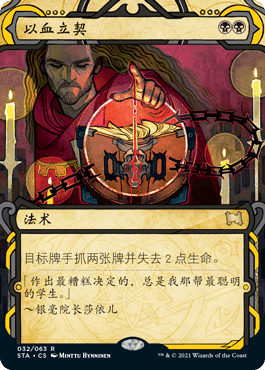 以血立契
法术
目标牌手抓两张牌并失去2点生命。
「作出最糟糕决定的，总是我那帮最聪明
的学生。」
～银毫院长莎依儿
032/063 R
STA • CS MINTTU HYNNINEN
™ & © 2021 Wizards of the Coast